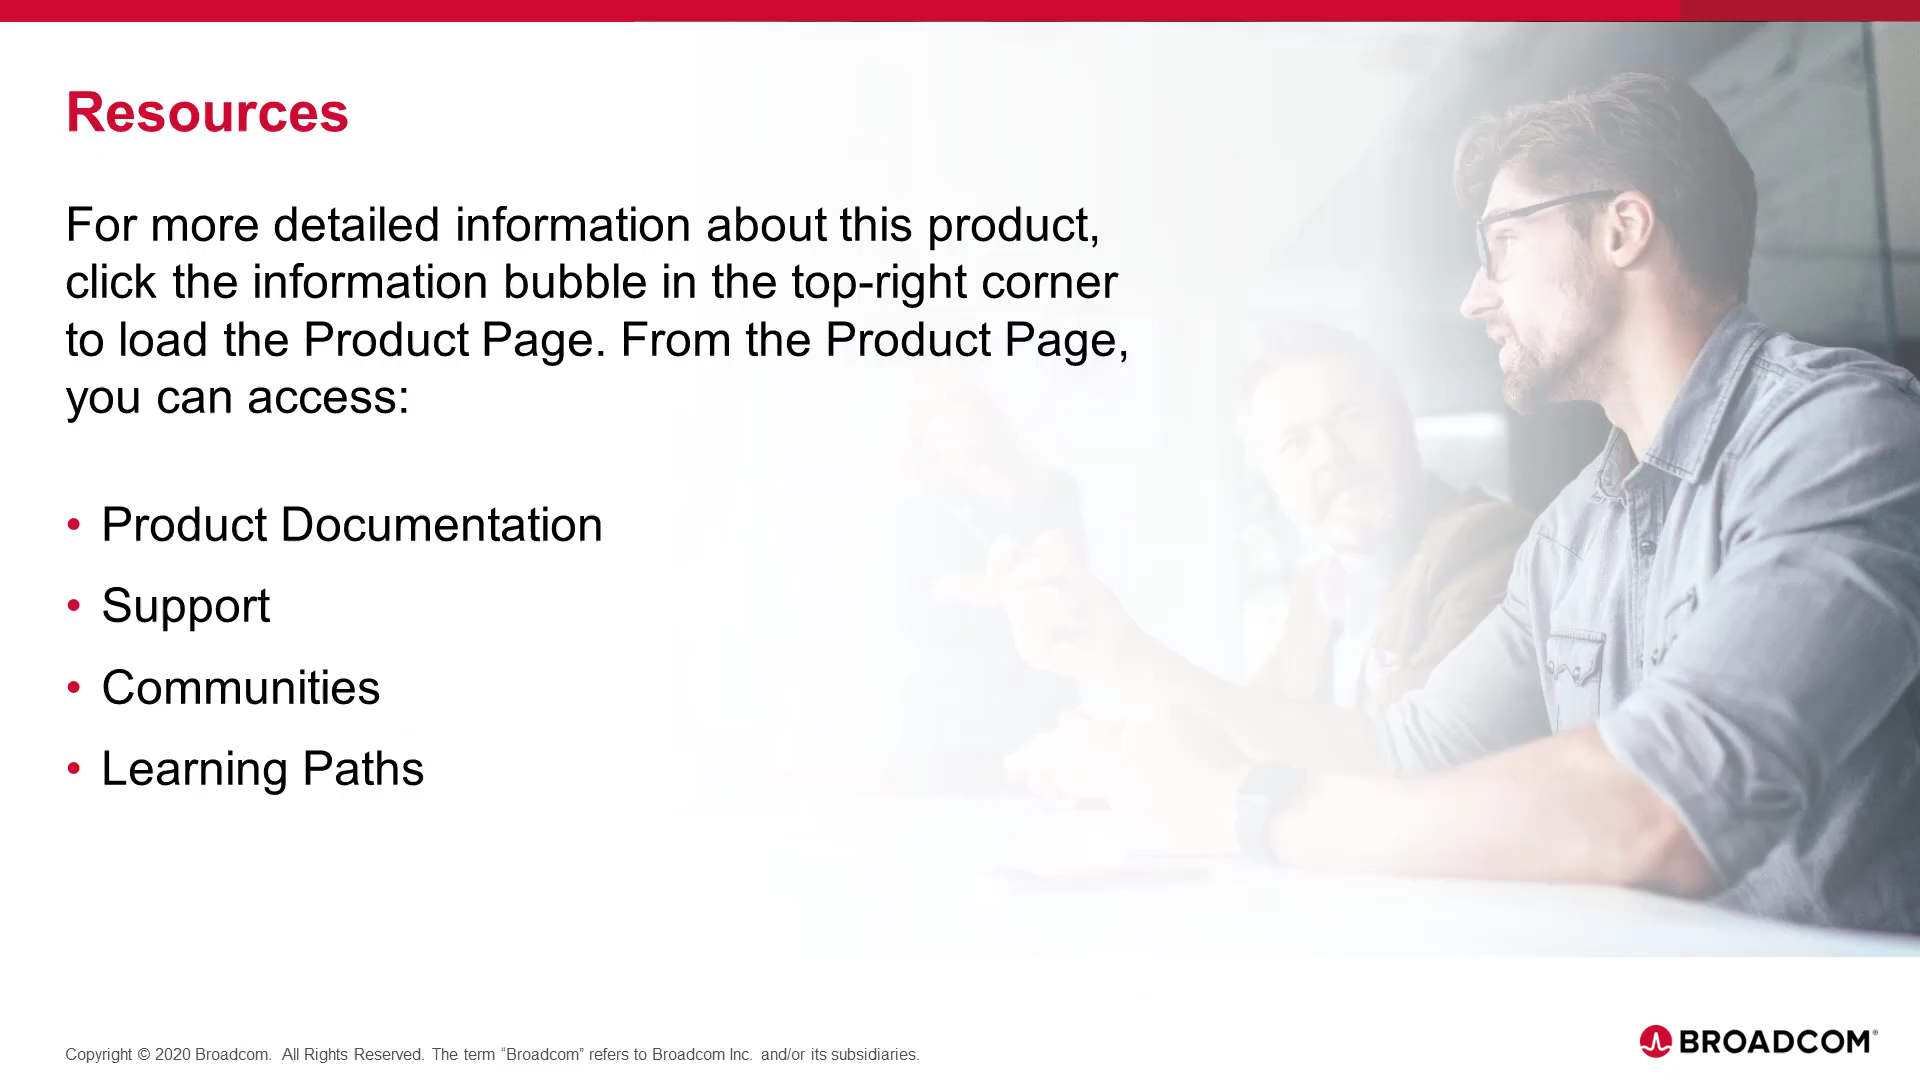 Resources
For more detailed information about this product,
click the information bubble in the top-right corner
to load the Product Page. From the Product Page,
you can access:
• Product Documentation
• Support
• Communities
• Learning Paths
Copyright © 2020 Broadcom. All Rights Reserved. The term “Broadcom” refers to Broadcom Inc. and/or its subsidiaries.
BROADCOM®